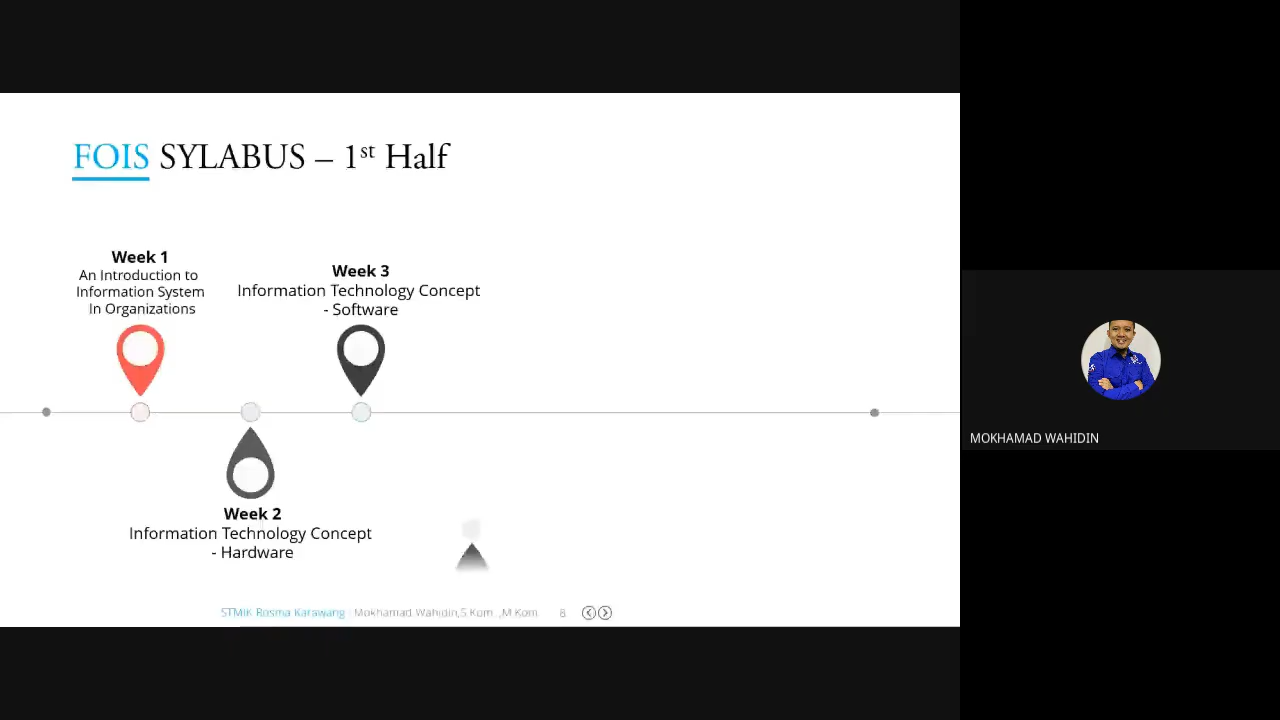 FOIS SYLABUS – 1st Half
Week 1
An Introduction to
Information System
In Organizations
Week 3
Information Technology Concept
- Software
Week 2
Information Technology Concept
- Hardware
STMIK Rosma Karawang Mokhamad Wahidin,S.Kom.,M.Kom 8
MOKHAMAD WAHIDIN